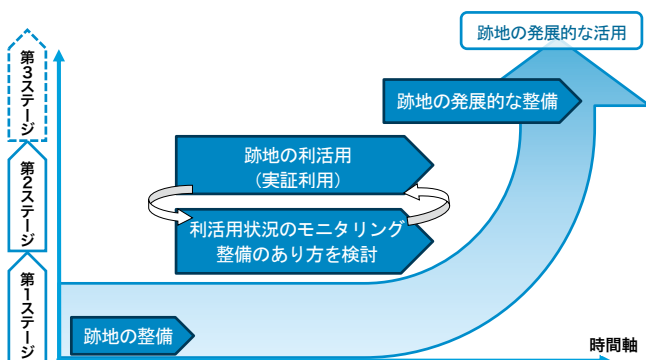 跡地の発展的な活用
第3ステージ
跡地の発展的な整備
跡地の利活用
(実証利用)
第2ステージ
利活用状況のモニタリング
整備のあり方を検討
第1ステージ
跡地の整備
時間軸